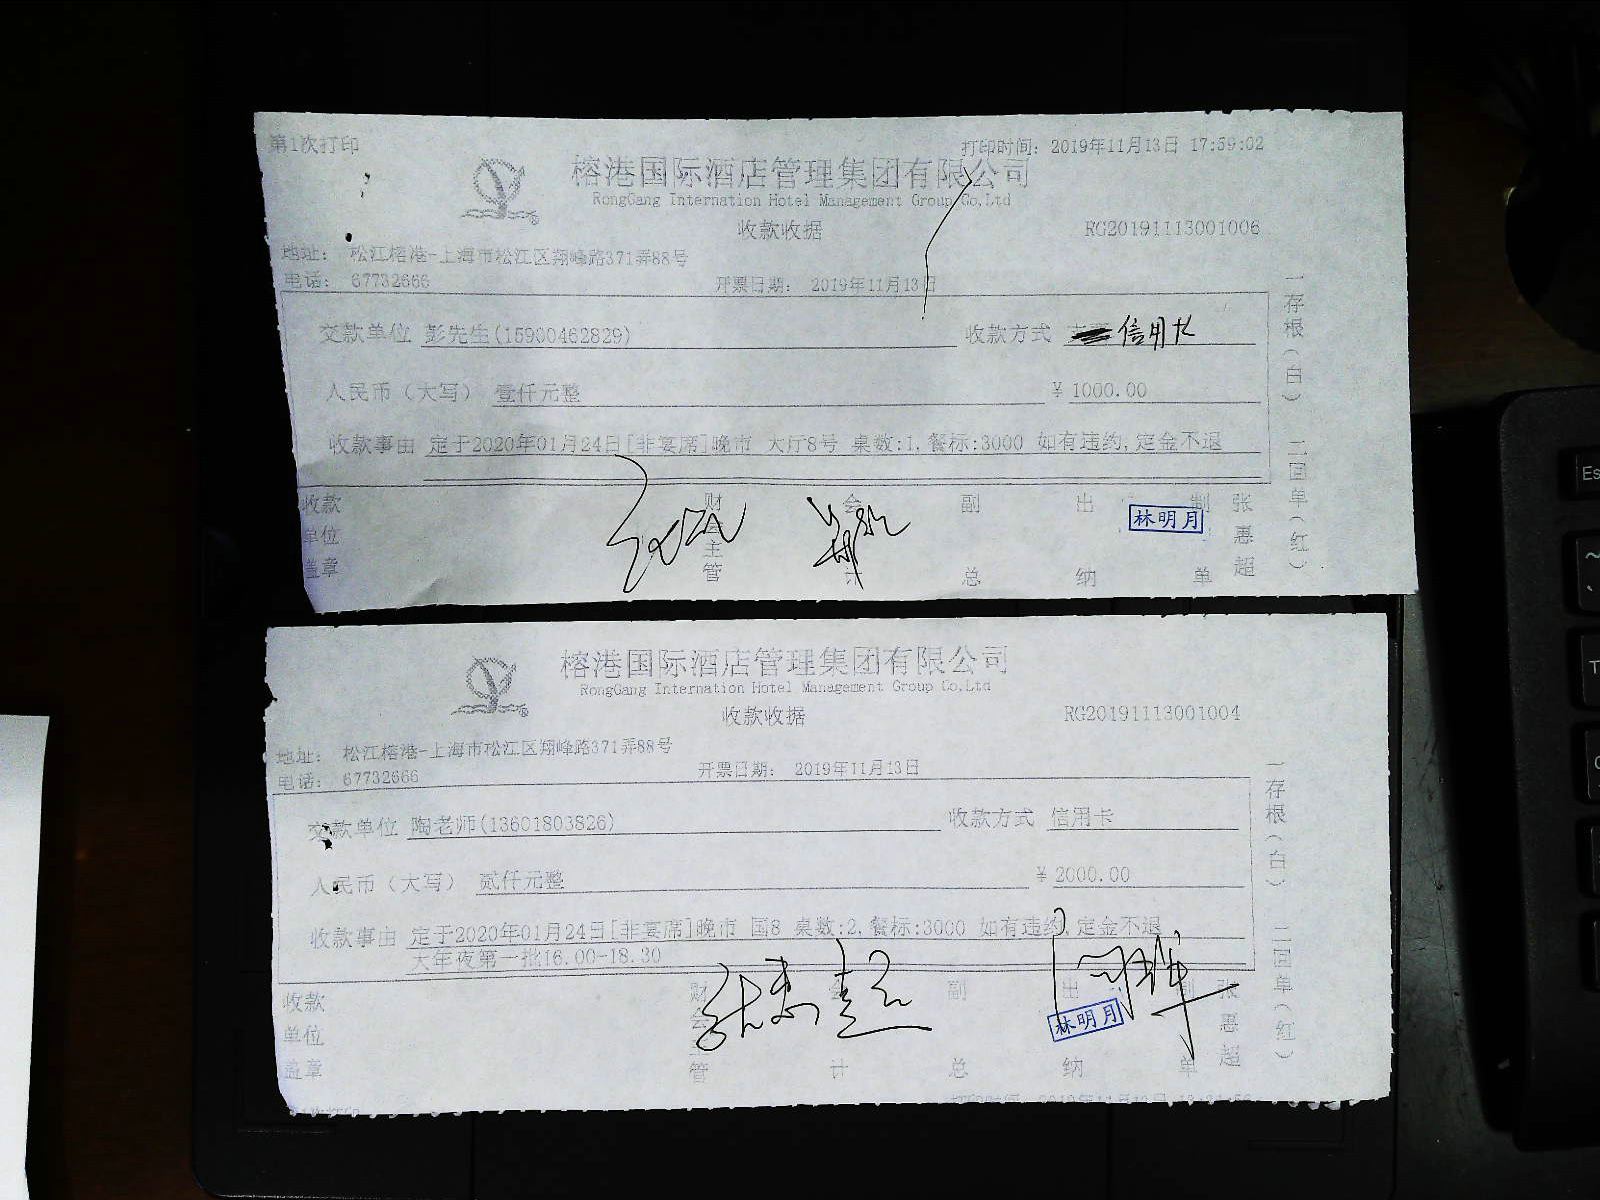 第1次打印
打印时间: 2019年11月13日 17:59:02
榕港国际酒店管理集团有限公司
RongGang Internation Hotel Management Group Co,Ltd
收款收据
RG20191113001006
地址: 松江榕港-上海市松江区翔峰路371弄88号
电话: 67732666
开票日期: 2019年11月13日
交款单位 彭先生(15900462829)
收款方式 信用卡
人民币(大写) 壹仟元整
¥ 1000.00
收款事由 定于2020年01月24日[非宴席]晚市 大厅8号 桌数:1,餐标:3000 如有违约,定金不退
收款单位盖章
财会主管
会计
副总
出纳
制单
张惠超
林明月
一存根(白)
二回单(红)
榕港国际酒店管理集团有限公司
RongGang Internation Hotel Management Group Co,Ltd
收款收据
RG20191113001004
地址: 松江榕港-上海市松江区翔峰路371弄88号
电话: 67732666
开票日期: 2019年11月13日
交款单位 陶老师(13601803826)
收款方式 信用卡
人民币(大写) 贰仟元整
¥ 2000.00
收款事由 定于2020年01月24日[非宴席]晚市 国8 桌数:2,餐标:3000 如有违约,定金不退
大年夜第一批16.00-18.30
收款单位盖章
财会主管
会计
副总
出纳
制单
张惠超
张惠超
林明月
一存根(白)
二回单(红)
Es